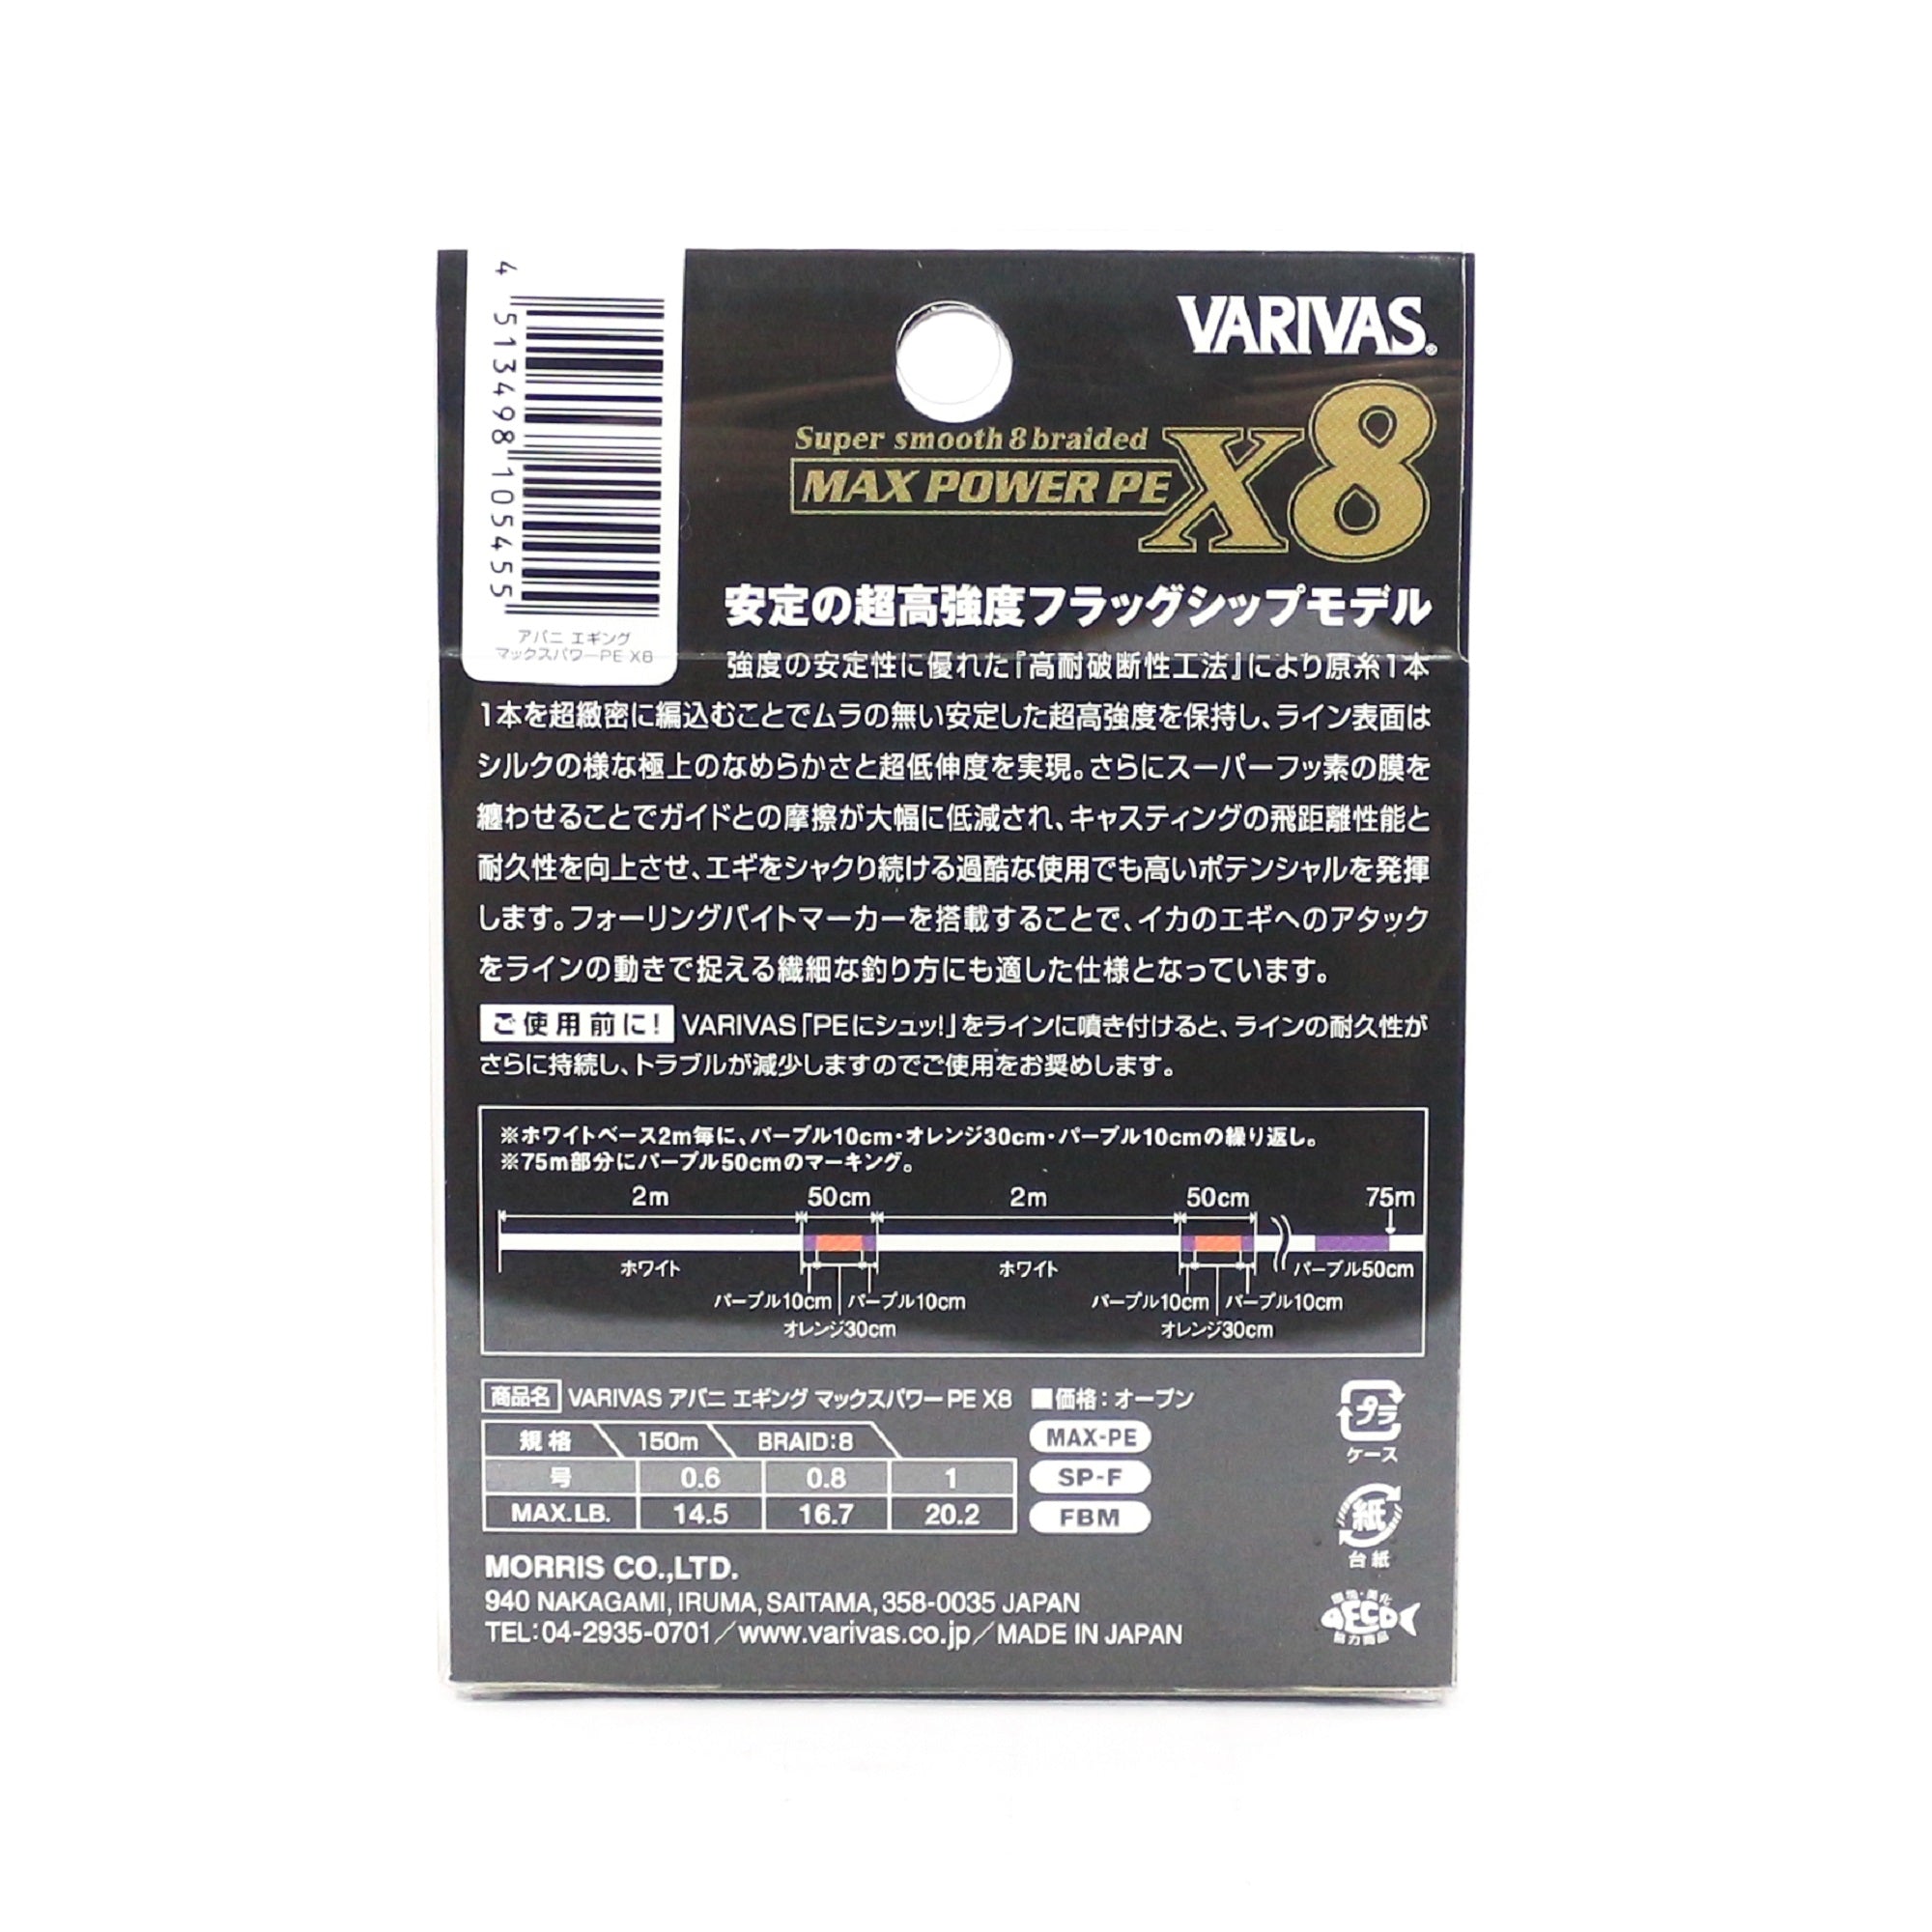 4 513498 105455
アバニ エギング
マックスパワーPE X8
VARIVAS®
Super smooth 8 braided
MAX POWER PE X8
安定の超高強度フラッグシップモデル
強度の安定性に優れた『高耐破断性工法』により原糸1本
1本を超緻密に編込むことでムラの無い安定した超高強度を保持し、ライン表面は
シルクの様な極上のなめらかさと超低伸度を実現。さらにスーパーフッ素の膜を
纏わせることでガイドとの摩擦が大幅に低減され、キャスティングの飛距離性能と
耐久性を向上させ、エギをシャクり続ける過酷な使用でも高いポテンシャルを発揮
します。フォーリングバイトマーカーを搭載することで、イカのエギへのアタック
をラインの動きで捉える繊細な釣り方にも適した仕様となっています。
ご使用前に! VARIVAS「PEにシュッ!」をラインに噴き付けると、ラインの耐久性が
さらに持続し、トラブルが減少しますのでご使用をお奨めします。
※ホワイトベース2m毎に、パープル10cm・オレンジ30cm・パープル10cmの繰り返し。
※75m部分にパープル50cmのマーキング。
2m 50cm 2m 50cm 75m
ホワイト ホワイト パープル50cm
パープル10cm パープル10cm パープル10cm パープル10cm
オレンジ30cm オレンジ30cm
商品名 VARIVAS アバニ エギング マックスパワー PE X8 ■価格：オープン
規格 150m BRAID:8
号 0.6 0.8 1
MAX.LB. 14.5 16.7 20.2
MAX-PE
SP-F
FBM
プラ
ケース
紙
台紙
環境・美化
ECO
協力商品
MORRIS CO.,LTD.
940 NAKAGAMI, IRUMA, SAITAMA, 358-0035 JAPAN
TEL:04-2935-0701／www.varivas.co.jp／MADE IN JAPAN